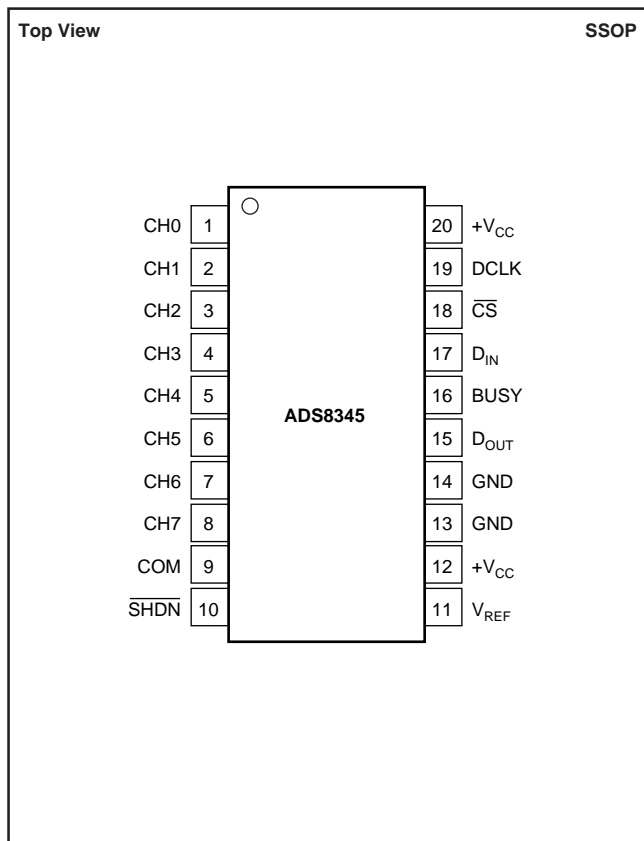 Top View SSOP
CH0 1 20 +VCC
CH1 2 19 DCLK
CH2 3 18 C̅S̅
CH3 4 17 DIN
CH4 5 16 BUSY
ADS8345
CH5 6 15 DOUT
CH6 7 14 GND
CH7 8 13 GND
COM 9 12 +VCC
S̅H̅D̅N̅ 10 11 VREF